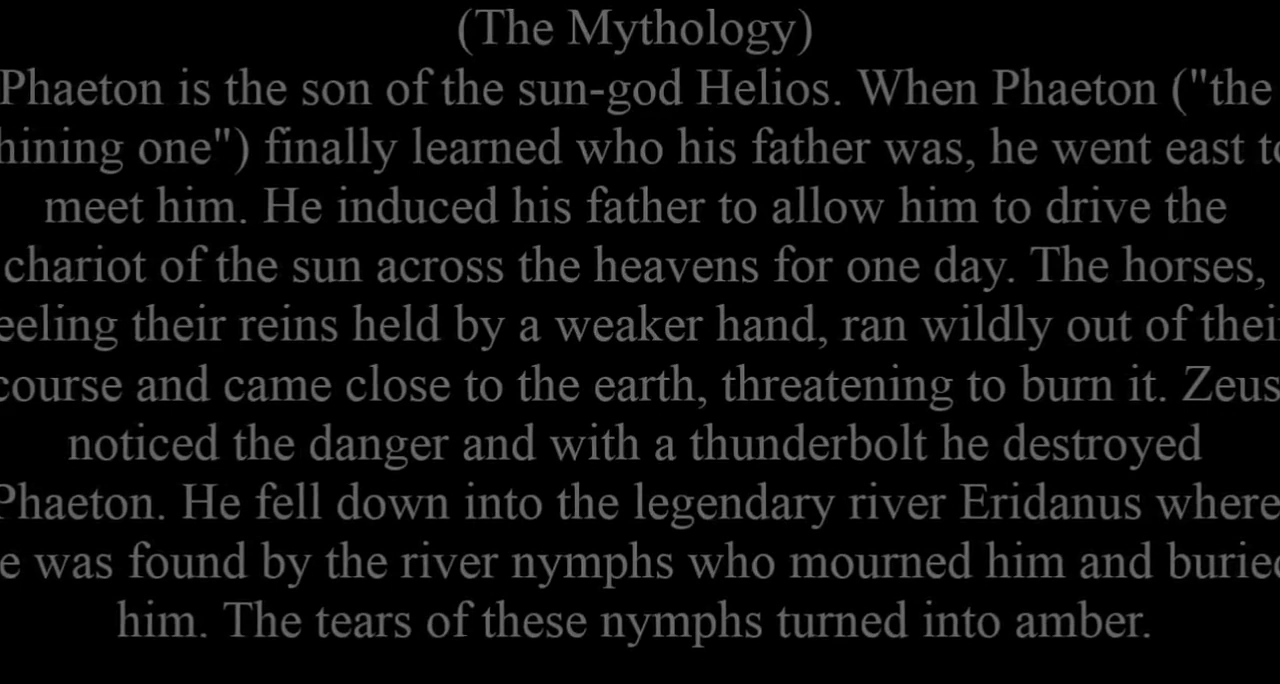 (The Mythology)
Phaeton is the son of the sun-god Helios. When Phaeton ("the
hining one") finally learned who his father was, he went east to
meet him. He induced his father to allow him to drive the
chariot of the sun across the heavens for one day. The horses,
eeling their reins held by a weaker hand, ran wildly out of their
course and came close to the earth, threatening to burn it. Zeus
noticed the danger and with a thunderbolt he destroyed
Phaeton. He fell down into the legendary river Eridanus where
e was found by the river nymphs who mourned him and buried
him. The tears of these nymphs turned into amber.